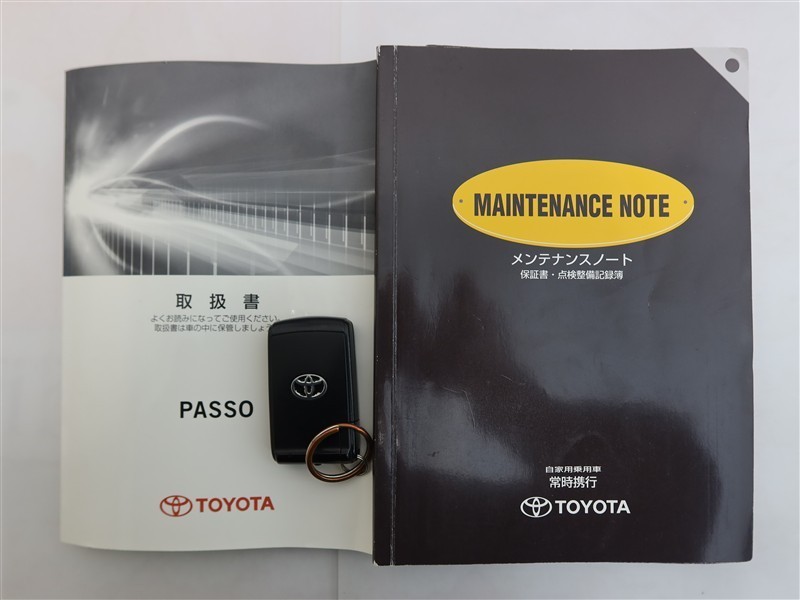 取扱書
よくお読みになってご使用ください。
取扱書は車の中に保管しましょう
PASSO
TOYOTA
MAINTENANCE NOTE
メンテナンスノート
保証書・点検整備記録簿
自家用乗用車
常時携行
TOYOTA